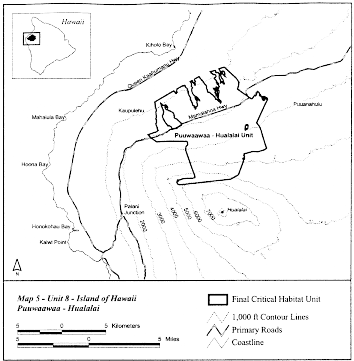 Hawaii
Kiholo Bay
Queen Kaahumanu Hwy
Kaupulehu
Mamalahoa Hwy
Puuanahulu
Mahaiula Bay
Puuwaawaa - Hualalai Unit
Hoona Bay
Palani
Junction
2000
3000
4000
5000
6000
7000
Hualalai
Honokohau Bay
Kaiwi Point
N
Map 5 - Unit 8 - Island of Hawaii
Puuwaawaa - Hualalai
5 0 5 Kilometers
5 0 5 Miles
Final Critical Habitat Unit
1,000 ft Contour Lines
Primary Roads
Coastline